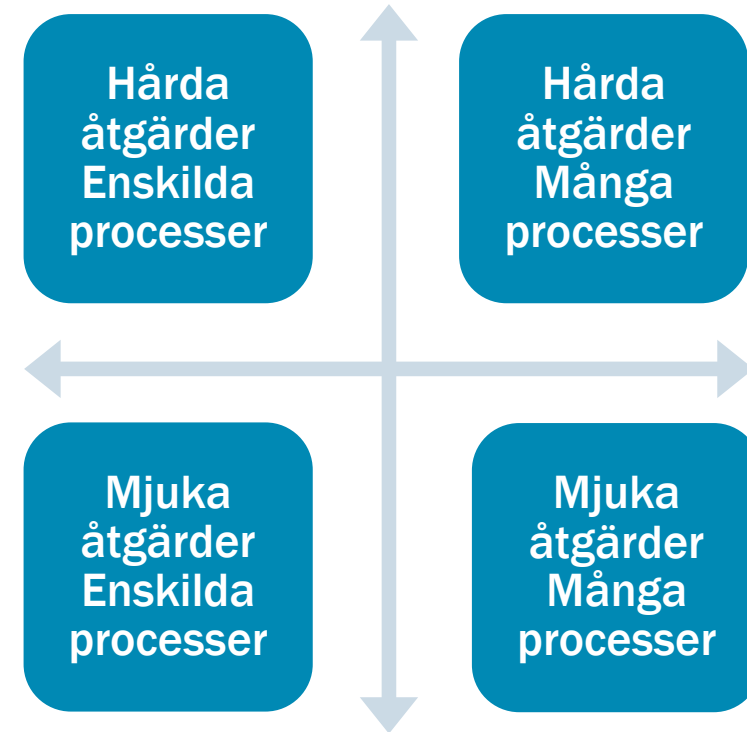 Hårda
åtgärder
Enskilda
processer
Hårda
åtgärder
Många
processer
Mjuka
åtgärder
Enskilda
processer
Mjuka
åtgärder
Många
processer